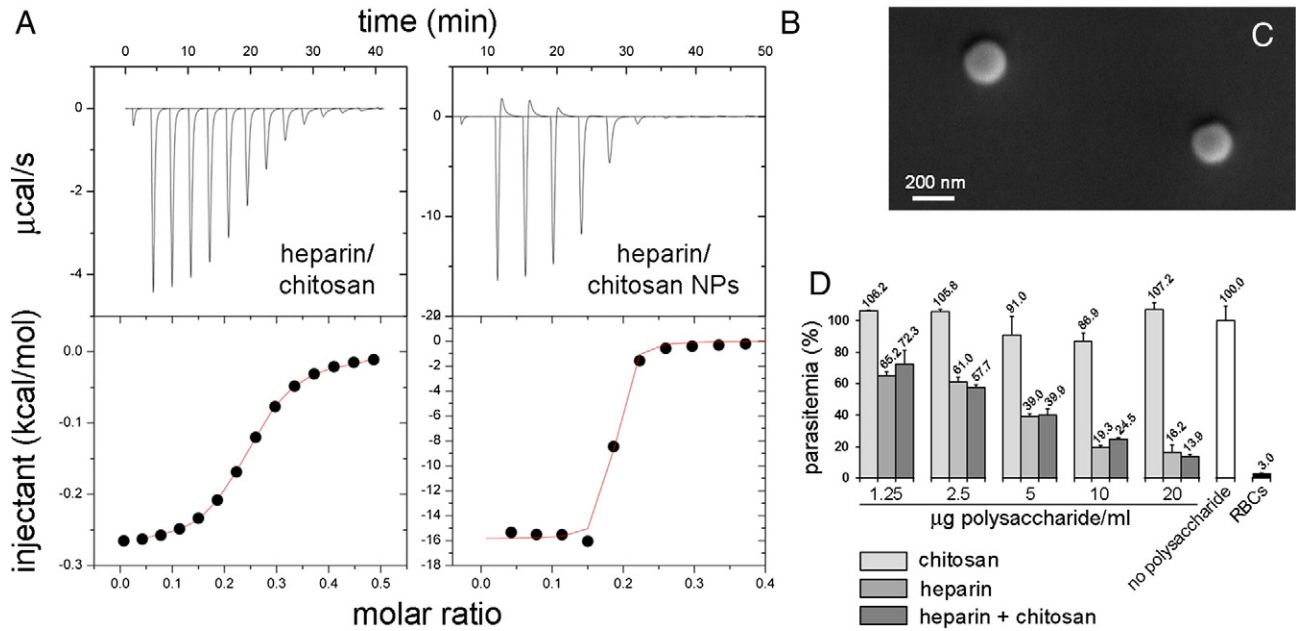 A
time (min)
B
0 10 20 30 40
10 20 30 40 50
0
-2
-4
µcal/s
heparin/
chitosan
0
-10
-20
heparin/
chitosan NPs
0.0
-0.1
-0.2
-0.3
injectant (kcal/mol)
0.0 0.1 0.2 0.3 0.4 0.5
0
-2
-4
-6
-8
-10
-12
-14
-16
-18
0.0 0.1 0.2 0.3 0.4
molar ratio
C
200 nm
D
parasitemia (%)
100
80
60
40
20
0
106.2
65.2
72.3
105.8
61.0
57.7
91.0
39.0
39.9
86.9
19.3
24.5
107.2
16.2
13.9
100.0
3.0
1.25 2.5 5 10 20
µg polysaccharide/ml
no polysaccharide
RBCs
chitosan
heparin
heparin + chitosan